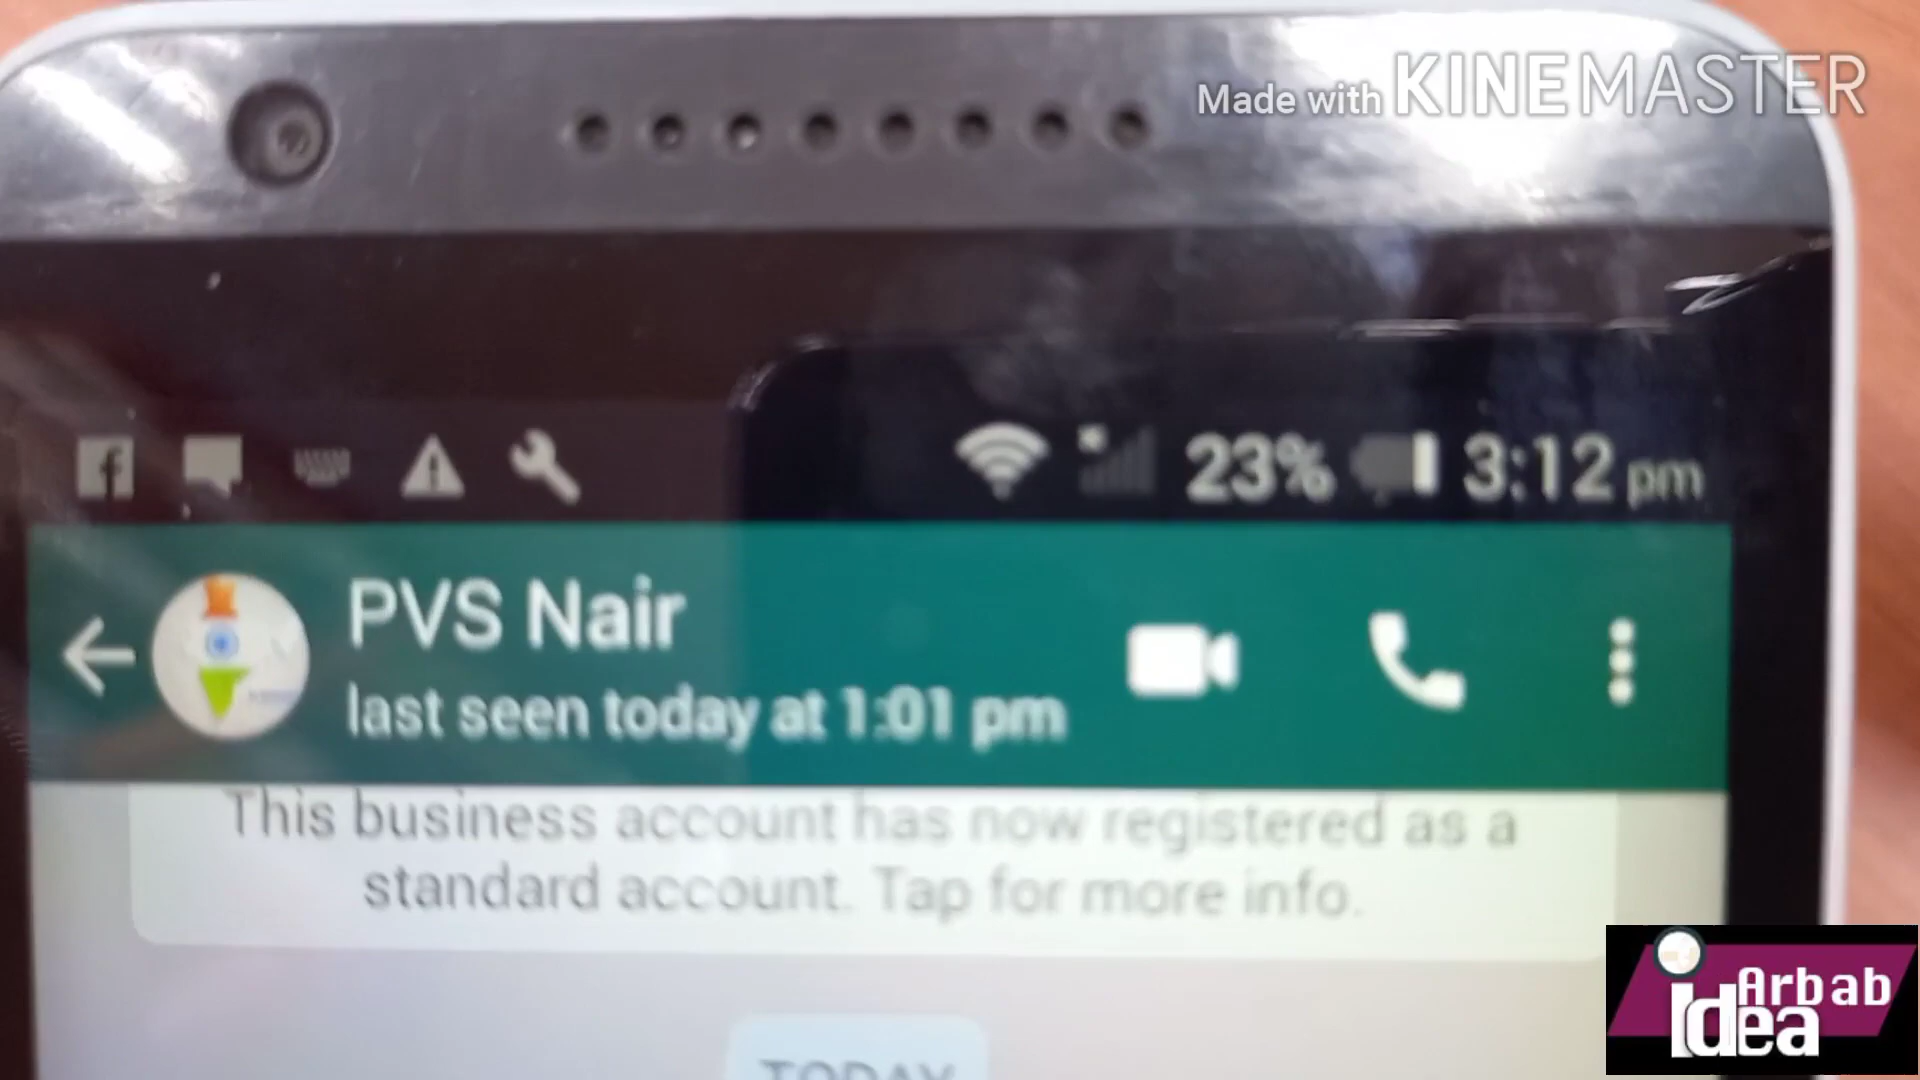 Made with KINEMASTER
23% 3:12 pm
PVS Nair
last seen today at 1:01 pm
This business account has now registered as a
standard account. Tap for more info.
TODAY
Arbab
idea